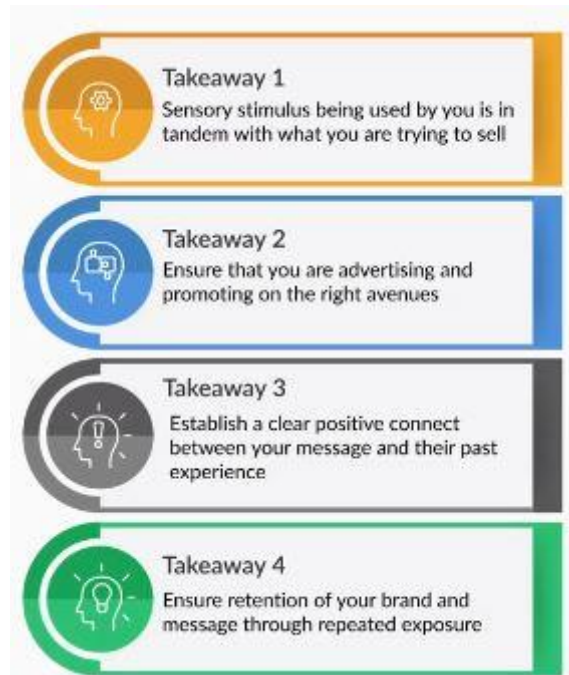 Takeaway 1
Sensory stimulus being used by you is in
tandem with what you are trying to sell
Takeaway 2
Ensure that you are advertising and
promoting on the right avenues
Takeaway 3
Establish a clear positive connect
between your message and their past
experience
Takeaway 4
Ensure retention of your brand and
message through repeated exposure